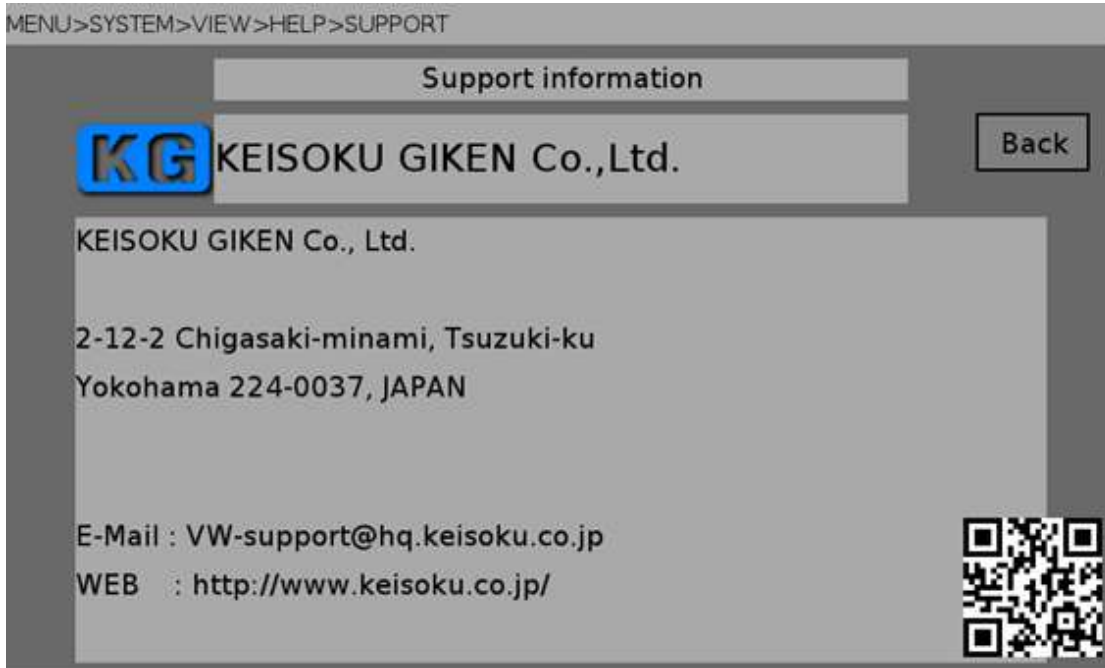 MENU>SYSTEM>VIEW>HELP>SUPPORT
Support information
Back
KG KEISOKU GIKEN Co.,Ltd.
KEISOKU GIKEN Co., Ltd.
2-12-2 Chigasaki-minami, Tsuzuki-ku
Yokohama 224-0037, JAPAN
E-Mail : VW-support@hq.keisoku.co.jp
WEB : http://www.keisoku.co.jp/